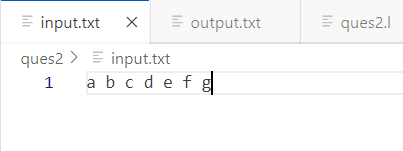 input.txt output.txt ques2.l
ques2 > input.txt
1 a b c d e f g